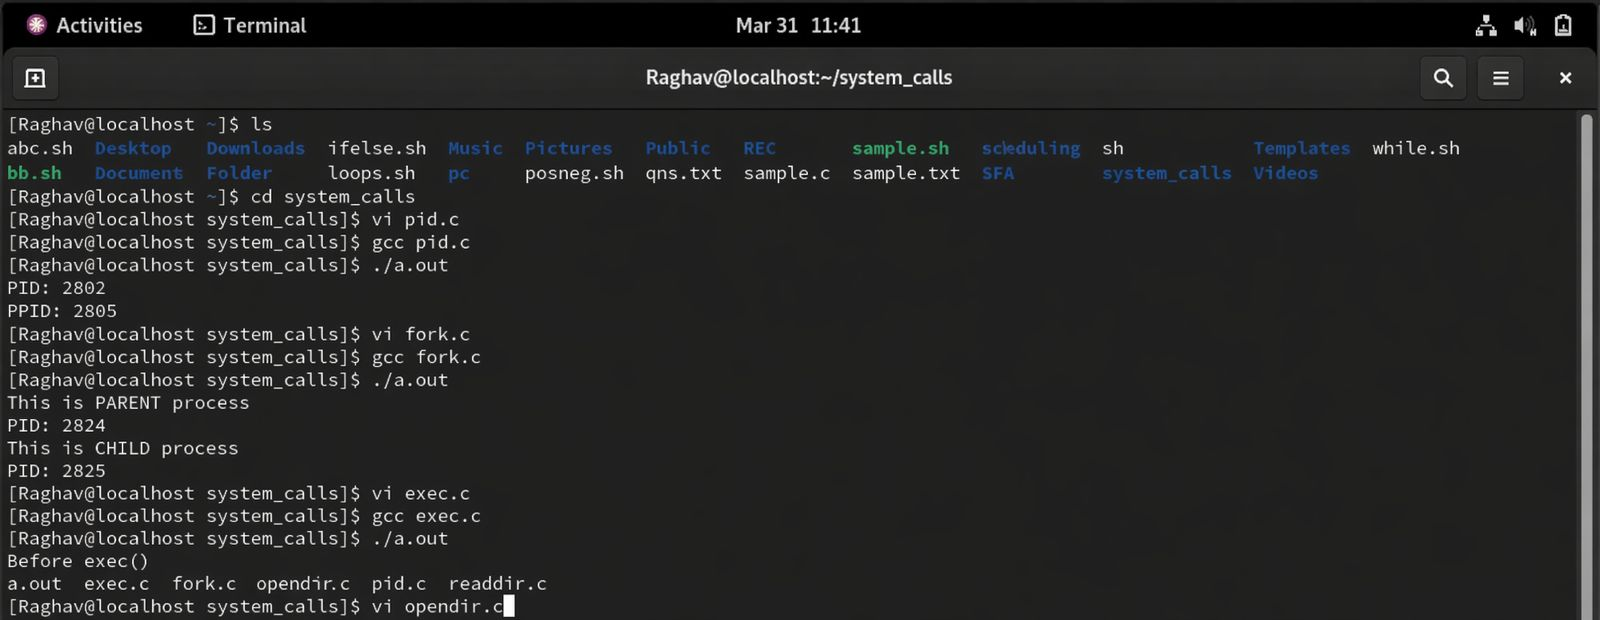 Activities Terminal Mar 31 11:41
Raghav@localhost:~/system_calls
[Raghav@localhost ~]$ ls
abc.sh Desktop Downloads ifelse.sh Music Pictures Public REC sample.sh scheduling sh Templates while.sh
bb.sh Document Folder loops.sh pc posneg.sh qns.txt sample.c sample.txt SFA system_calls Videos
[Raghav@localhost ~]$ cd system_calls
[Raghav@localhost system_calls]$ vi pid.c
[Raghav@localhost system_calls]$ gcc pid.c
[Raghav@localhost system_calls]$ ./a.out
PID: 2802
PPID: 2805
[Raghav@localhost system_calls]$ vi fork.c
[Raghav@localhost system_calls]$ gcc fork.c
[Raghav@localhost system_calls]$ ./a.out
This is PARENT process
PID: 2824
This is CHILD process
PID: 2825
[Raghav@localhost system_calls]$ vi exec.c
[Raghav@localhost system_calls]$ gcc exec.c
[Raghav@localhost system_calls]$ ./a.out
Before exec()
a.out exec.c fork.c opendir.c pid.c readdir.c
[Raghav@localhost system_calls]$ vi opendir.c